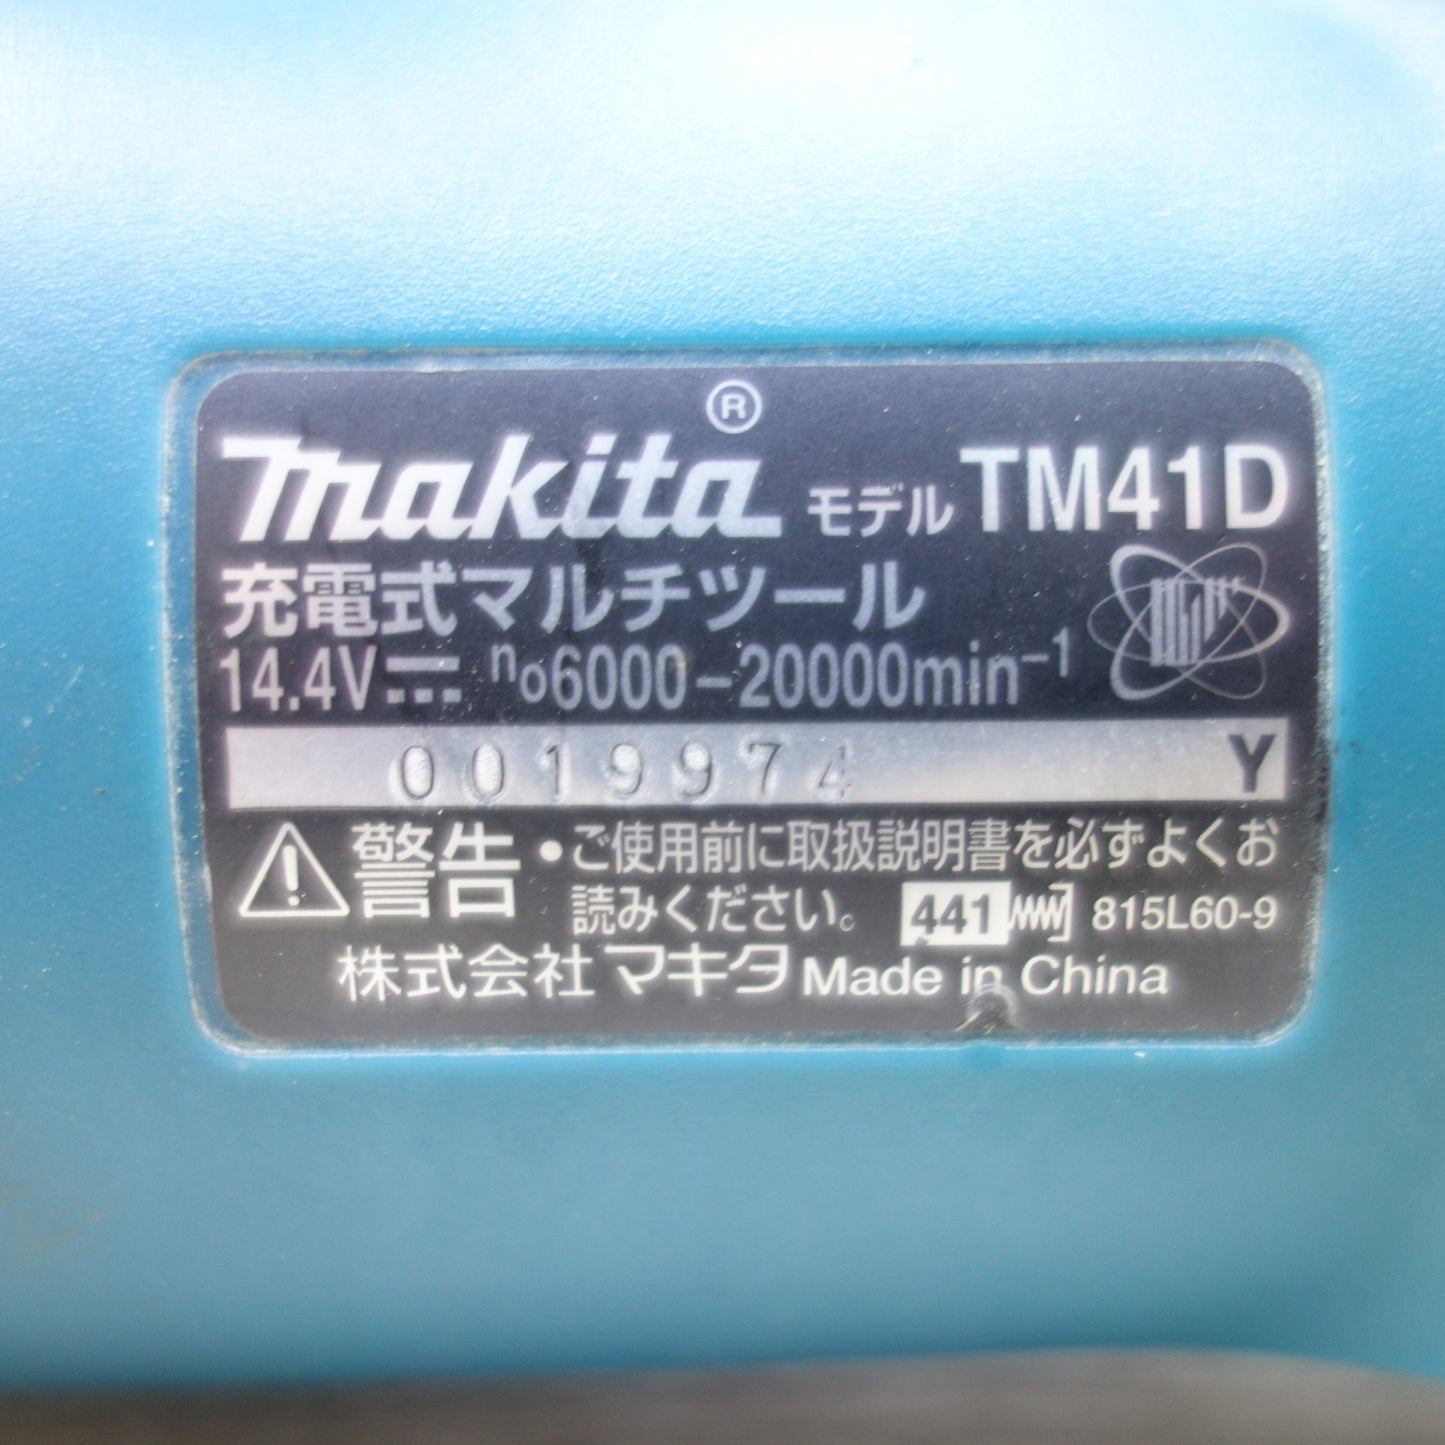 makita® モデル TM41D
充電式マルチツール
14.4V⎓ n₀6000-20000min⁻¹
0019974 Y
⚠警告 •ご使用前に取扱説明書を必ずよくお
読みください。 441 815L60-9
株式会社マキタ Made in China